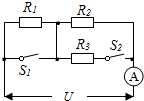 R₁ R₂
R₃ S₂
S₁
A
U